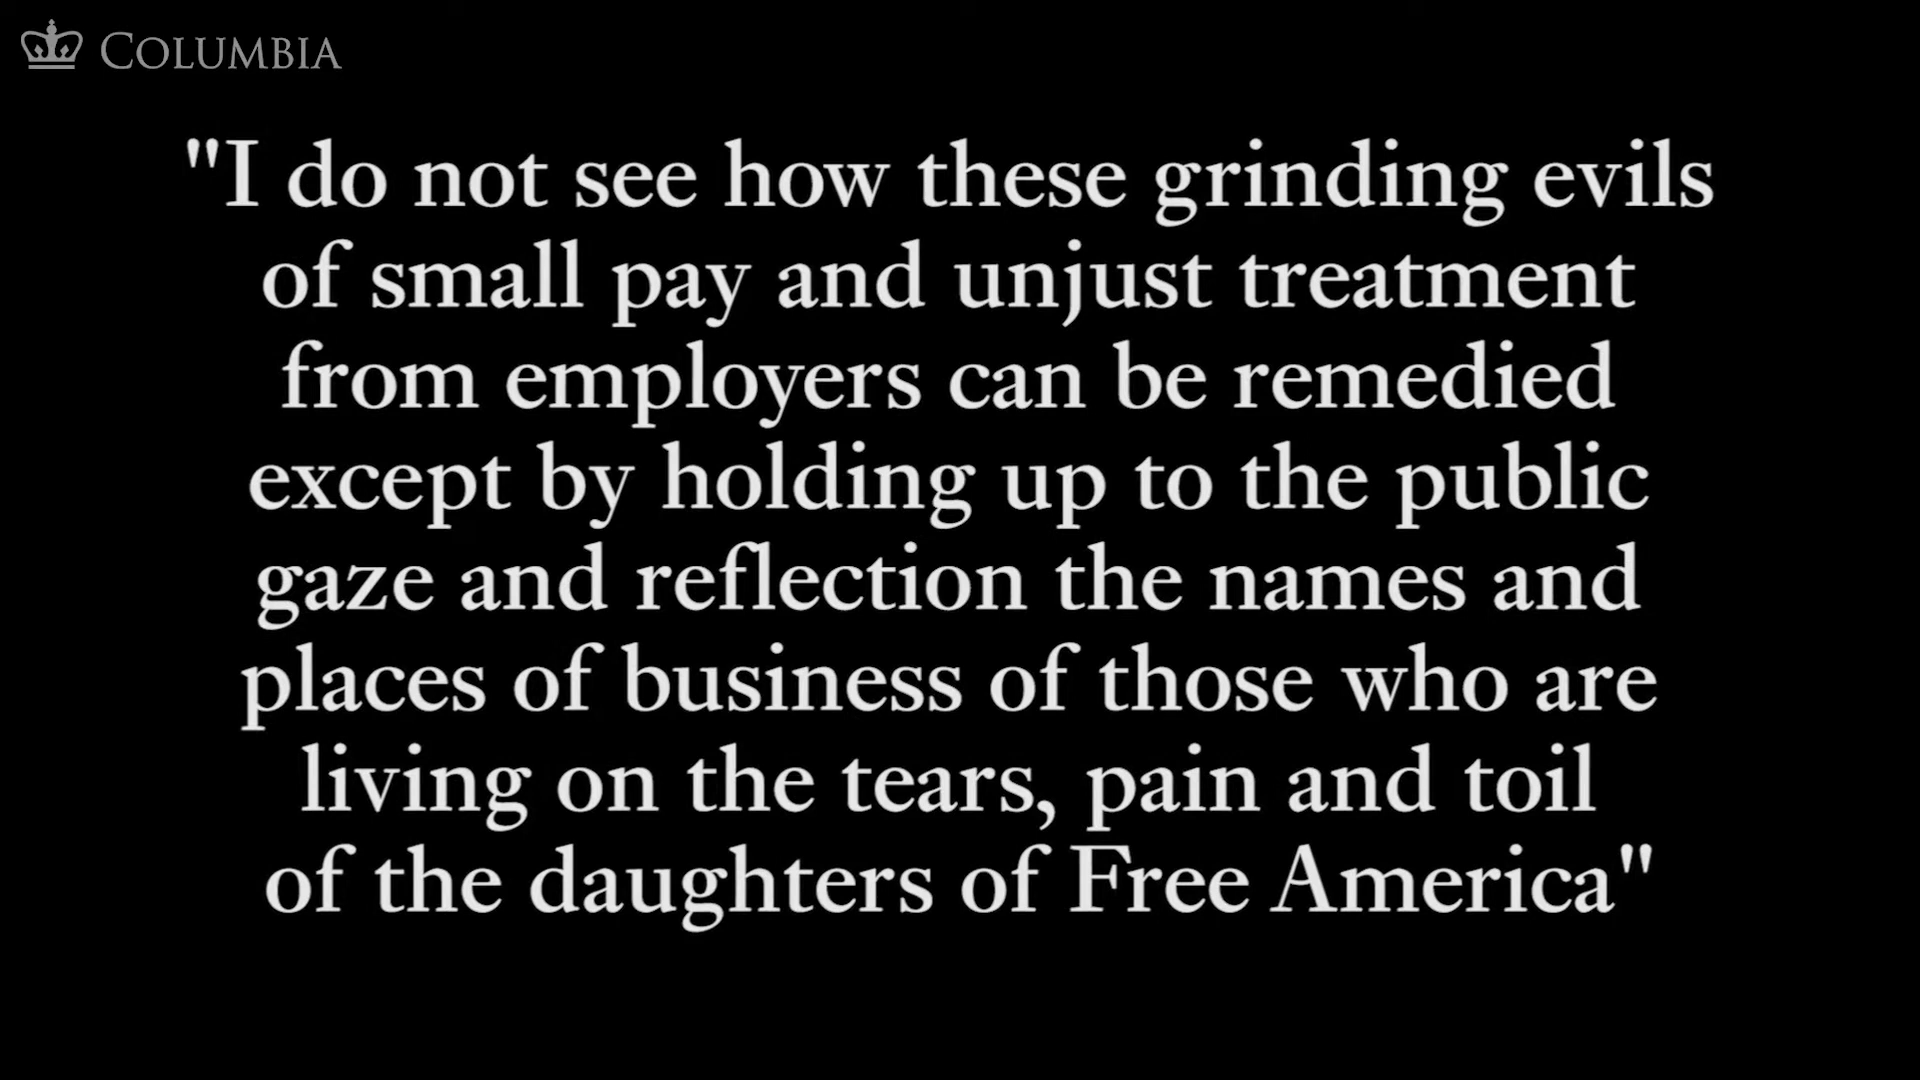 COLUMBIA
"I do not see how these grinding evils
of small pay and unjust treatment
from employers can be remedied
except by holding up to the public
gaze and reflection the names and
places of business of those who are
living on the tears, pain and toil
of the daughters of Free America"